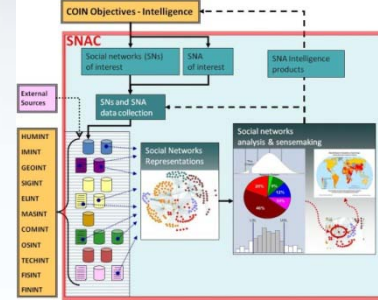 COIN Objectives - Intelligence
SNAC
Social networks (SNs)
of interest
SNA
of interest
SNA Intelligence
products
External
Sources
SNs and SNA
data collection
HUMINT
IMINT
GEOINT
SIGINT
ELINT
MASINT
COMINT
OSINT
TECHINT
FISINT
FININT
Social Networks
Representations
Social networks
analysis & sensemaking